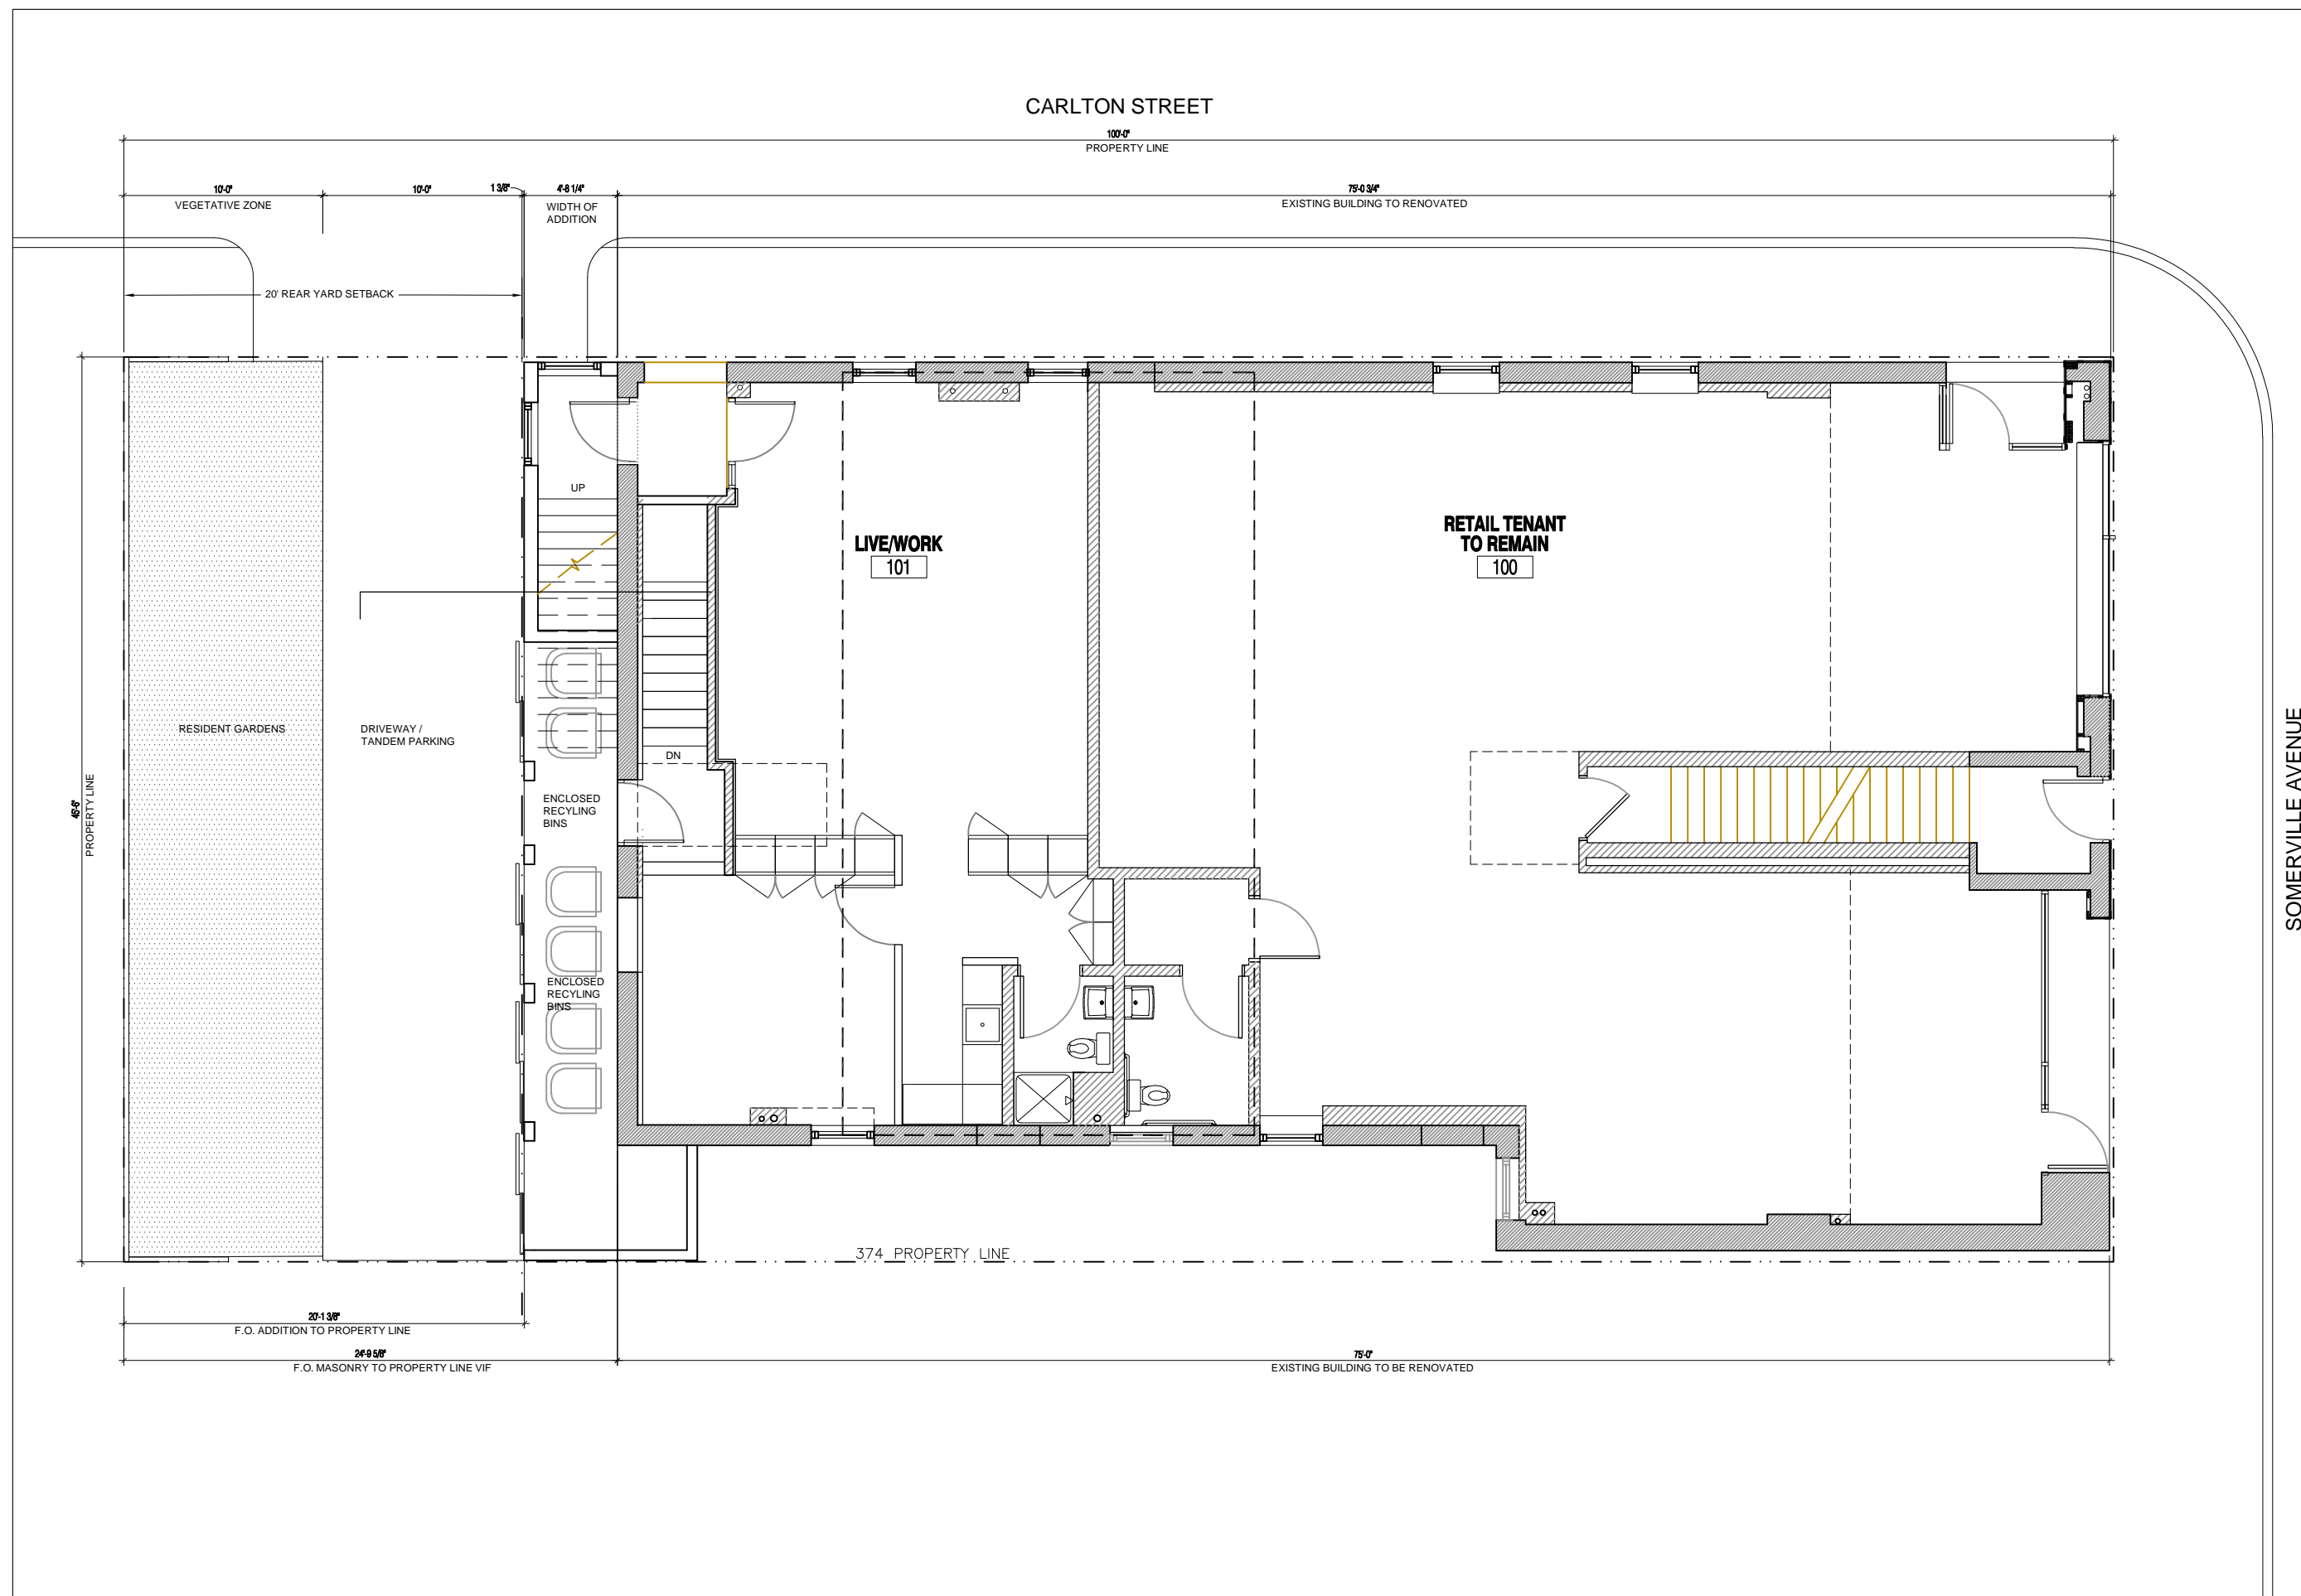 CARLTON STREET
100'-0"
PROPERTY LINE
10'-0"
10'-0"
1 3/8"
4'-8 1/4"
75'-0 3/4"
VEGETATIVE ZONE
WIDTH OF
ADDITION
EXISTING BUILDING TO RENOVATED
20' REAR YARD SETBACK
UP
LIVE/WORK
101
RETAIL TENANT
TO REMAIN
100
RESIDENT GARDENS
DRIVEWAY /
TANDEM PARKING
DN
ENCLOSED
RECYLING
BINS
45'-6"
PROPERTY LINE
SOMERVILLE AVENUE
ENCLOSED
RECYLING
BINS
374 PROPERTY LINE
20'-1 3/8"
F.O. ADDITION TO PROPERTY LINE
24'-9 5/8"
F.O. MASONRY TO PROPERTY LINE VIF
75'-0"
EXISTING BUILDING TO BE RENOVATED